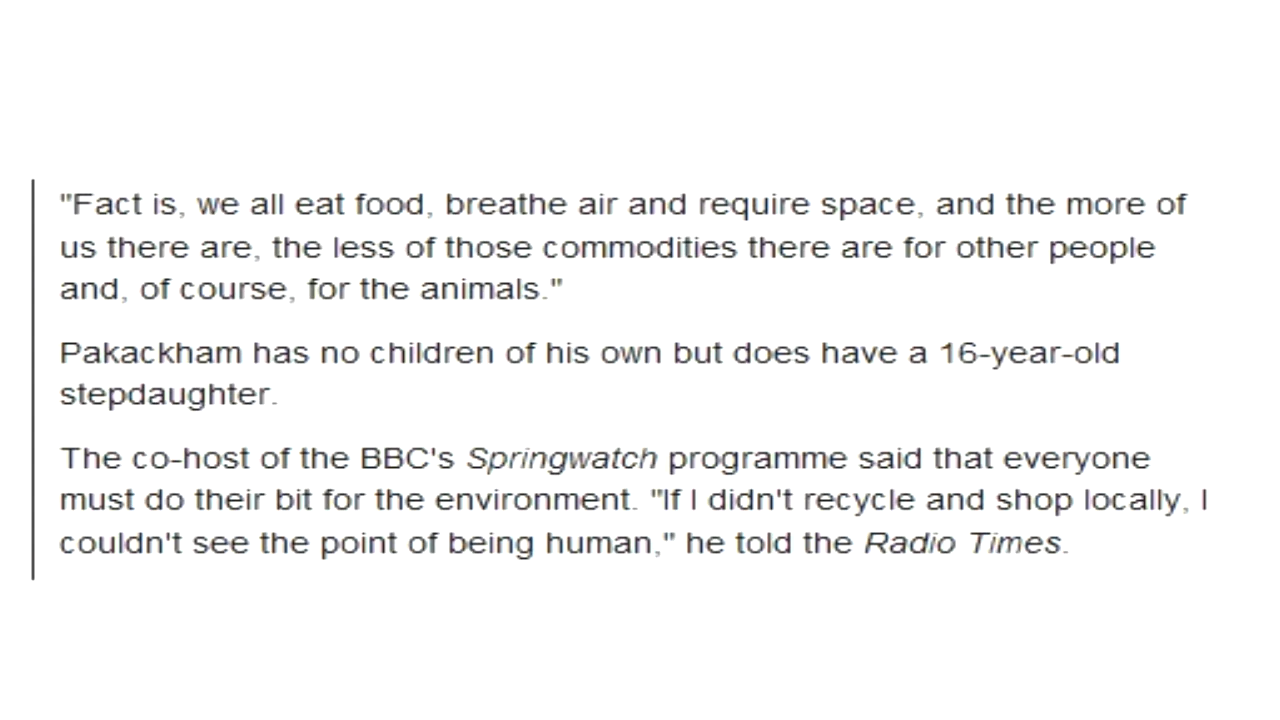 "Fact is, we all eat food, breathe air and require space, and the more of
us there are, the less of those commodities there are for other people
and, of course, for the animals."
Pakackham has no children of his own but does have a 16-year-old
stepdaughter.
The co-host of the BBC's Springwatch programme said that everyone
must do their bit for the environment. "If I didn't recycle and shop locally, I
couldn't see the point of being human," he told the Radio Times.